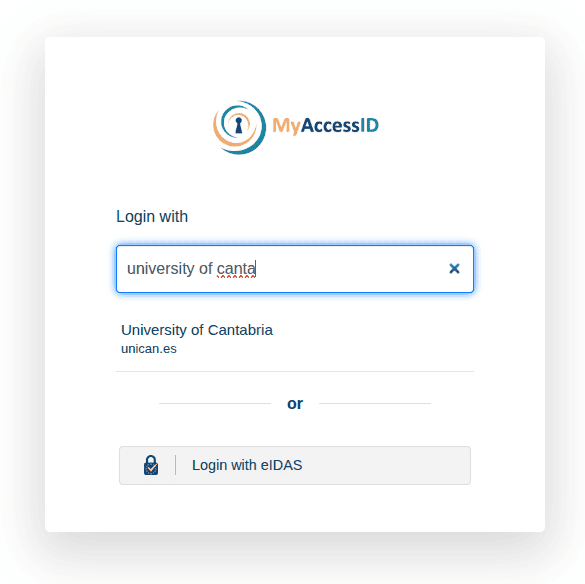 MyAccessID
Login with
university of canta
University of Cantabria
unican.es
or
Login with eIDAS